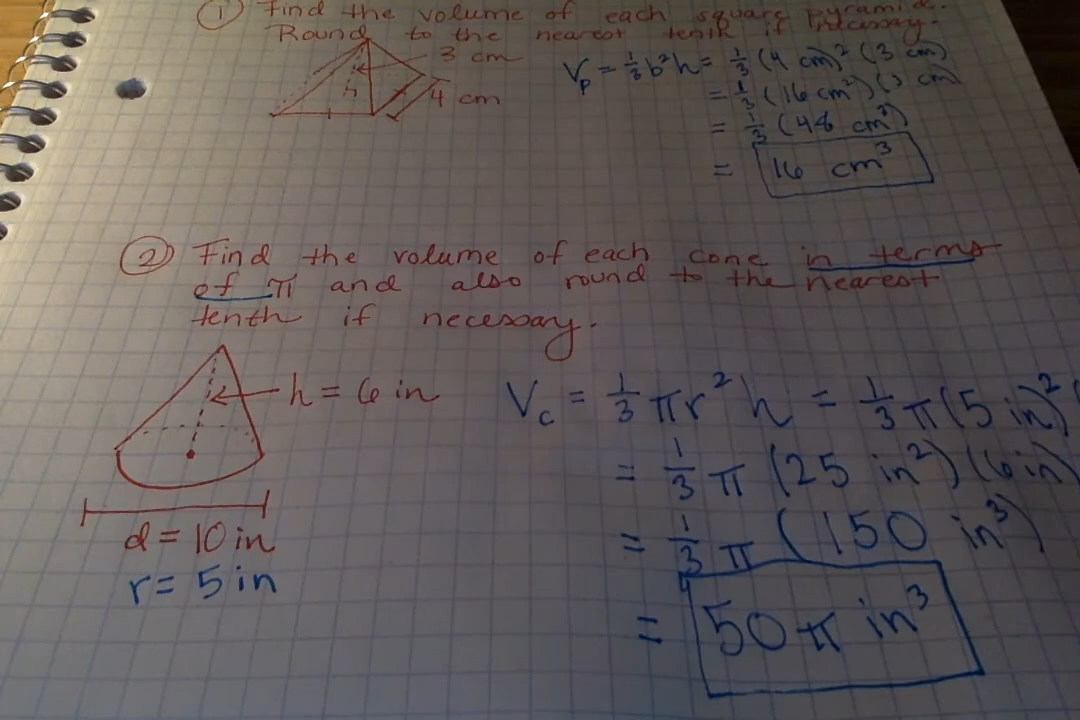 ① Find the volume of each square pyramid.
Round to the nearest tenth if necessary.
3 cm
h
4 cm
Vₚ = 1/3 b²h = 1/3 (4 cm)² (3 cm)
= 1/3 (16 cm²) (3 cm)
= 1/3 (48 cm³)
= 16 cm³
② Find the volume of each cone in terms
of π and also round to the nearest
tenth if necessary.
h = 6 in
d = 10 in
r = 5 in
V꜀ = 1/3 πr²h = 1/3 π(5 in)²(
= 1/3 π (25 in²) (6 in)
= 1/3 π (150 in³)
= 50π in³